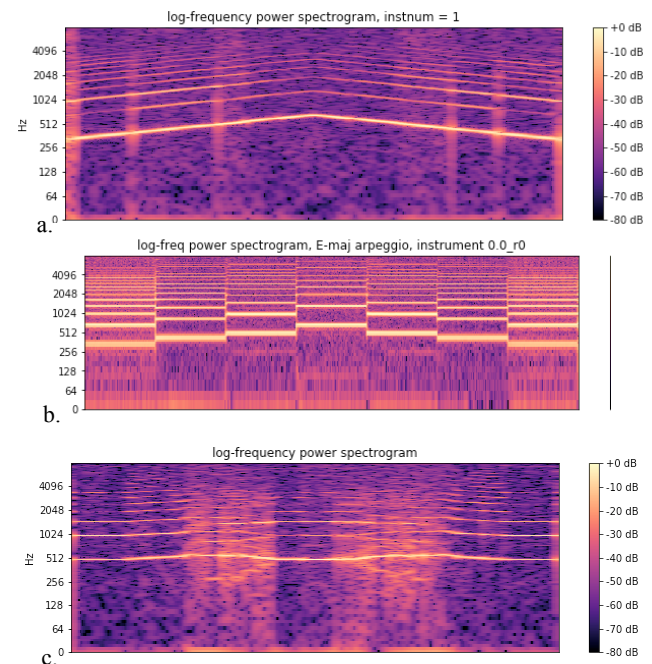 log-frequency power spectrogram, instnum = 1
4096
2048
1024
512
256
128
64
0
Hz
+0 dB
-10 dB
-20 dB
-30 dB
-40 dB
-50 dB
-60 dB
-70 dB
-80 dB
a.
log-freq power spectrogram, E-maj arpeggio, instrument 0.0_r0
4096
2048
1024
512
256
128
64
0
b.
log-frequency power spectrogram
4096
2048
1024
512
256
128
64
0
Hz
+0 dB
-10 dB
-20 dB
-30 dB
-40 dB
-50 dB
-60 dB
-70 dB
-80 dB
c.